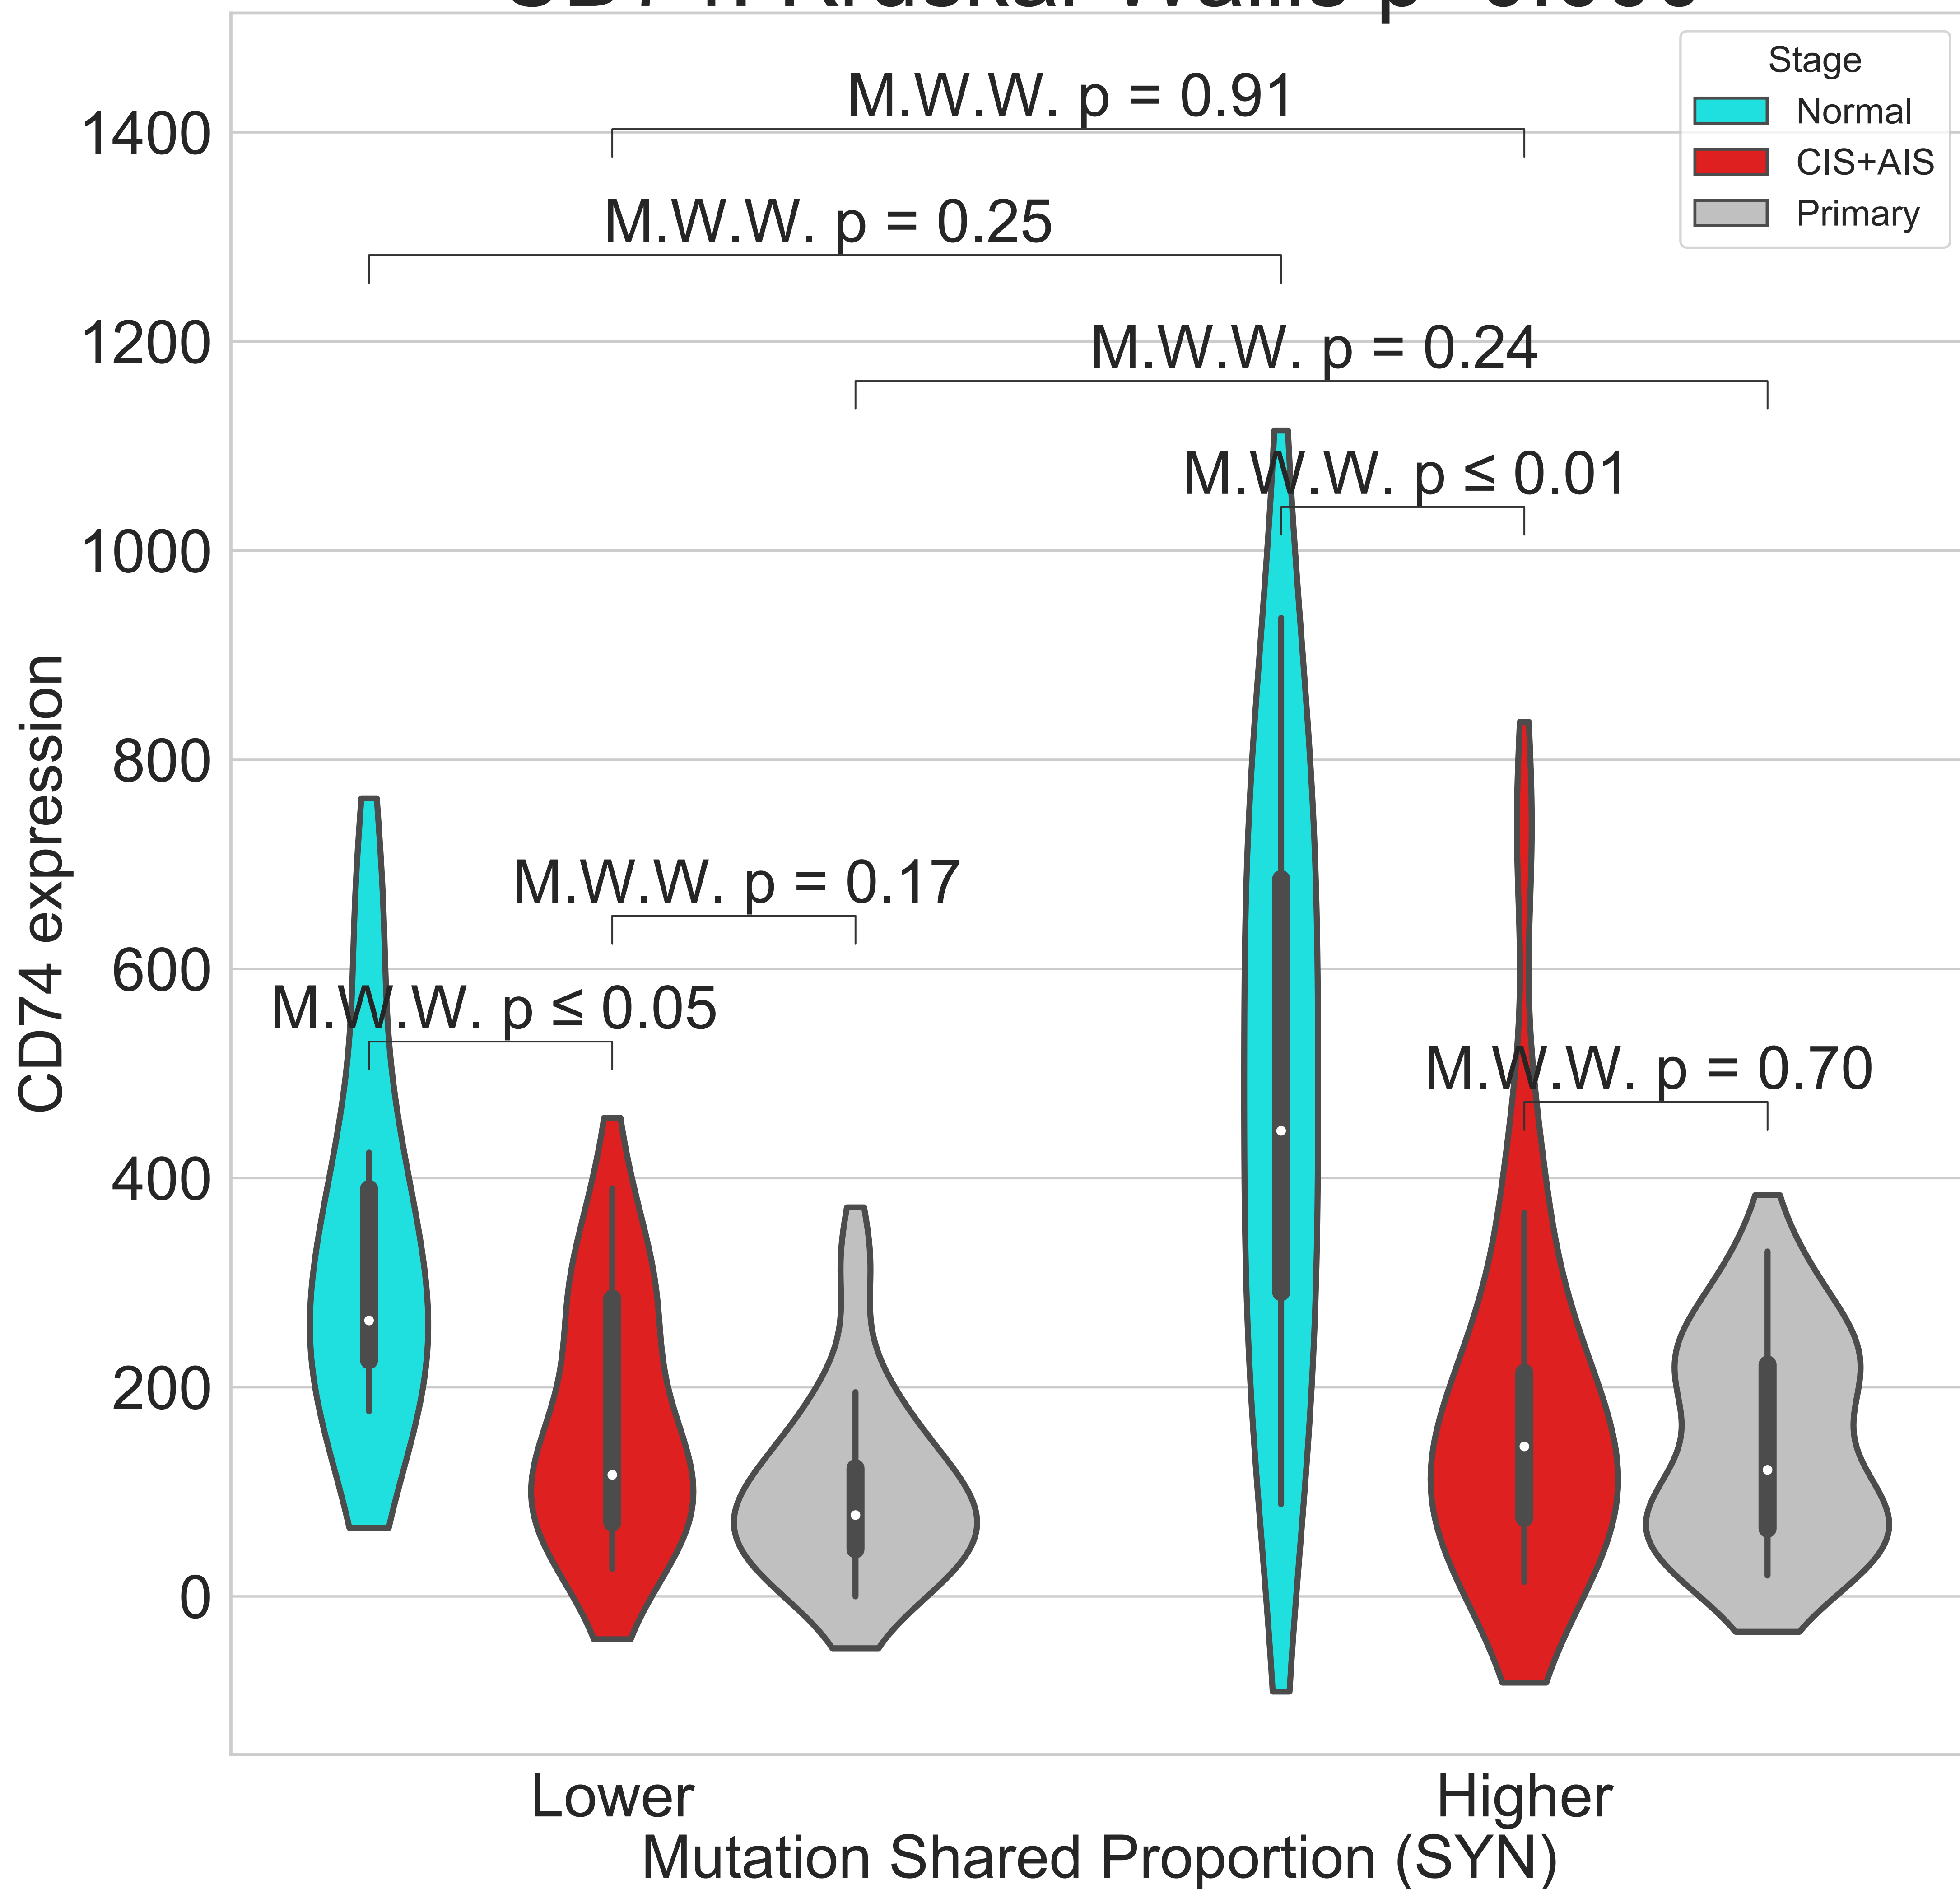 Stage
Normal
CIS+AIS
Primary
M.W.W. p = 0.91
M.W.W. p = 0.25
M.W.W. p = 0.24
M.W.W. p ≤ 0.01
M.W.W. p = 0.17
M.W.W. p ≤ 0.05
M.W.W. p = 0.70
1400
1200
1000
800
600
400
200
0
CD74 expression
Lower
Higher
Mutation Shared Proportion (SYN)